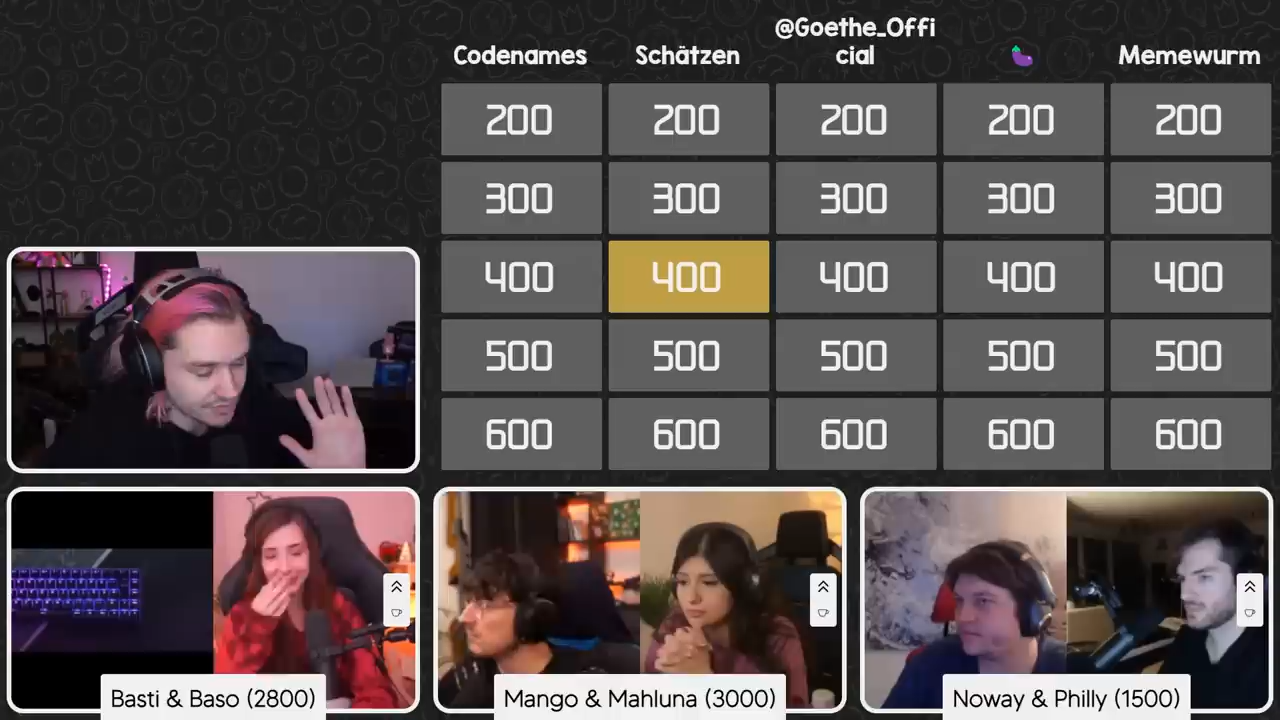 @Goethe_Offi
Codenames Schätzen cial 🍆 Memewurm
200 200 200 200 200
300 300 300 300 300
400 400 400 400 400
500 500 500 500 500
600 600 600 600 600
Basti & Baso (2800)
Mango & Mahluna (3000)
Noway & Philly (1500)